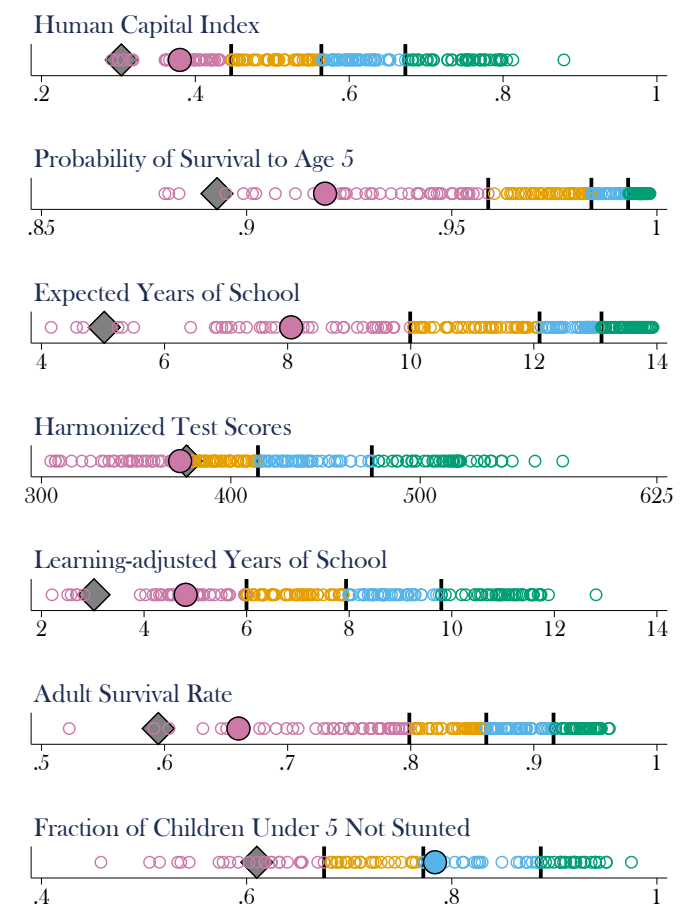 Human Capital Index
.2 .4 .6 .8 1
Probability of Survival to Age 5
.85 .9 .95 1
Expected Years of School
4 6 8 10 12 14
Harmonized Test Scores
300 400 500 625
Learning-adjusted Years of School
2 4 6 8 10 12 14
Adult Survival Rate
.5 .6 .7 .8 .9 1
Fraction of Children Under 5 Not Stunted
.4 .6 .8 1